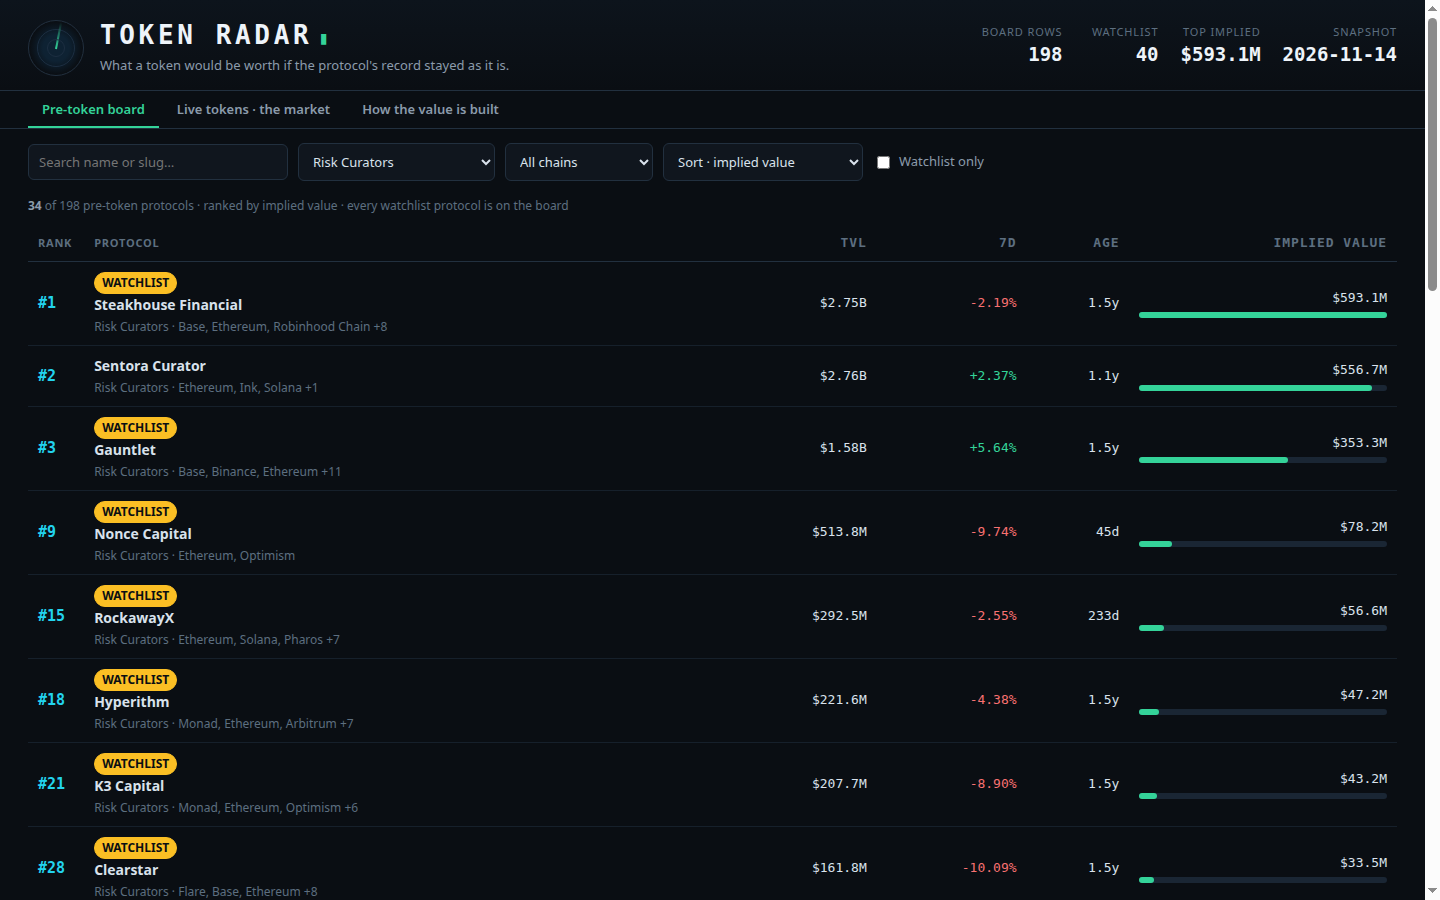 TOKEN RADAR
What a token would be worth if the protocol's record stayed as it is.
BOARD ROWS
198
WATCHLIST
40
TOP IMPLIED
$593.1M
SNAPSHOT
2026-11-14
Pre-token board
Live tokens · the market
How the value is built
Search name or slug...
Risk Curators
All chains
Sort · implied value
Watchlist only
34 of 198 pre-token protocols · ranked by implied value · every watchlist protocol is on the board
RANK PROTOCOL TVL 7D AGE IMPLIED VALUE
WATCHLIST
#1 Steakhouse Financial $2.75B -2.19% 1.5y $593.1M
Risk Curators · Base, Ethereum, Robinhood Chain +8
#2 Sentora Curator $2.76B +2.37% 1.1y $556.7M
Risk Curators · Ethereum, Ink, Solana +1
WATCHLIST
#3 Gauntlet $1.58B +5.64% 1.5y $353.3M
Risk Curators · Base, Binance, Ethereum +11
WATCHLIST
#9 Nonce Capital $513.8M -9.74% 45d $78.2M
Risk Curators · Ethereum, Optimism
WATCHLIST
#15 RockawayX $292.5M -2.55% 233d $56.6M
Risk Curators · Ethereum, Solana, Pharos +7
WATCHLIST
#18 Hyperithm $221.6M -4.38% 1.5y $47.2M
Risk Curators · Monad, Ethereum, Arbitrum +7
WATCHLIST
#21 K3 Capital $207.7M -8.90% 1.5y $43.2M
Risk Curators · Monad, Ethereum, Optimism +6
WATCHLIST
#28 Clearstar $161.8M -10.09% 1.5y $33.5M
Risk Curators · Flare, Base, Ethereum +8